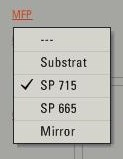 MFP
---
Substrat
SP 715
SP 665
Mirror